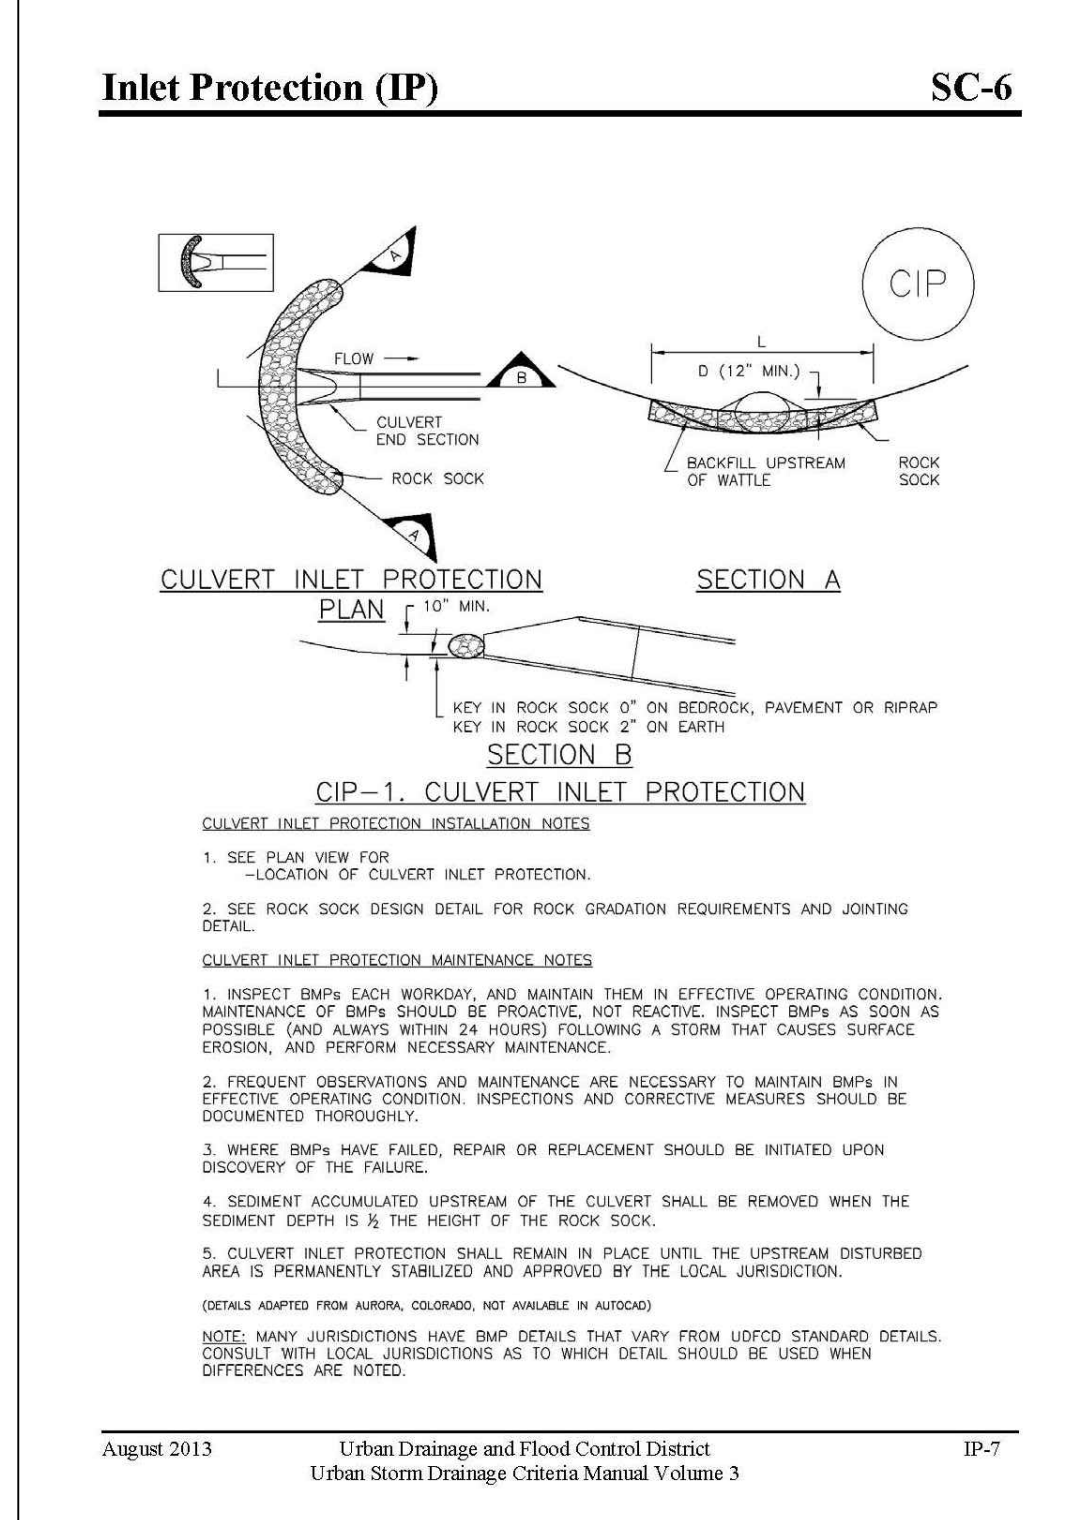 Inlet Protection (IP) SC-6
A
CIP
L
D (12" MIN.)
FLOW
B
CULVERT
END SECTION
ROCK SOCK
BACKFILL UPSTREAM
OF WATTLE
ROCK
SOCK
A
CULVERT INLET PROTECTION
PLAN
SECTION A
10" MIN.
KEY IN ROCK SOCK 0" ON BEDROCK, PAVEMENT OR RIPRAP
KEY IN ROCK SOCK 2" ON EARTH
SECTION B
CIP-1. CULVERT INLET PROTECTION
CULVERT INLET PROTECTION INSTALLATION NOTES
1. SEE PLAN VIEW FOR
-LOCATION OF CULVERT INLET PROTECTION.
2. SEE ROCK SOCK DESIGN DETAIL FOR ROCK GRADATION REQUIREMENTS AND JOINTING
DETAIL.
CULVERT INLET PROTECTION MAINTENANCE NOTES
1. INSPECT BMPs EACH WORKDAY, AND MAINTAIN THEM IN EFFECTIVE OPERATING CONDITION.
MAINTENANCE OF BMPs SHOULD BE PROACTIVE, NOT REACTIVE. INSPECT BMPs AS SOON AS
POSSIBLE (AND ALWAYS WITHIN 24 HOURS) FOLLOWING A STORM THAT CAUSES SURFACE
EROSION, AND PERFORM NECESSARY MAINTENANCE.
2. FREQUENT OBSERVATIONS AND MAINTENANCE ARE NECESSARY TO MAINTAIN BMPs IN
EFFECTIVE OPERATING CONDITION. INSPECTIONS AND CORRECTIVE MEASURES SHOULD BE
DOCUMENTED THOROUGHLY.
3. WHERE BMPs HAVE FAILED, REPAIR OR REPLACEMENT SHOULD BE INITIATED UPON
DISCOVERY OF THE FAILURE.
4. SEDIMENT ACCUMULATED UPSTREAM OF THE CULVERT SHALL BE REMOVED WHEN THE
SEDIMENT DEPTH IS ½ THE HEIGHT OF THE ROCK SOCK.
5. CULVERT INLET PROTECTION SHALL REMAIN IN PLACE UNTIL THE UPSTREAM DISTURBED
AREA IS PERMANENTLY STABILIZED AND APPROVED BY THE LOCAL JURISDICTION.
(DETAILS ADAPTED FROM AURORA, COLORADO, NOT AVAILABLE IN AUTOCAD)
NOTE: MANY JURISDICTIONS HAVE BMP DETAILS THAT VARY FROM UDFCD STANDARD DETAILS.
CONSULT WITH LOCAL JURISDICTIONS AS TO WHICH DETAIL SHOULD BE USED WHEN
DIFFERENCES ARE NOTED.
August 2013 Urban Drainage and Flood Control District IP-7
Urban Storm Drainage Criteria Manual Volume 3